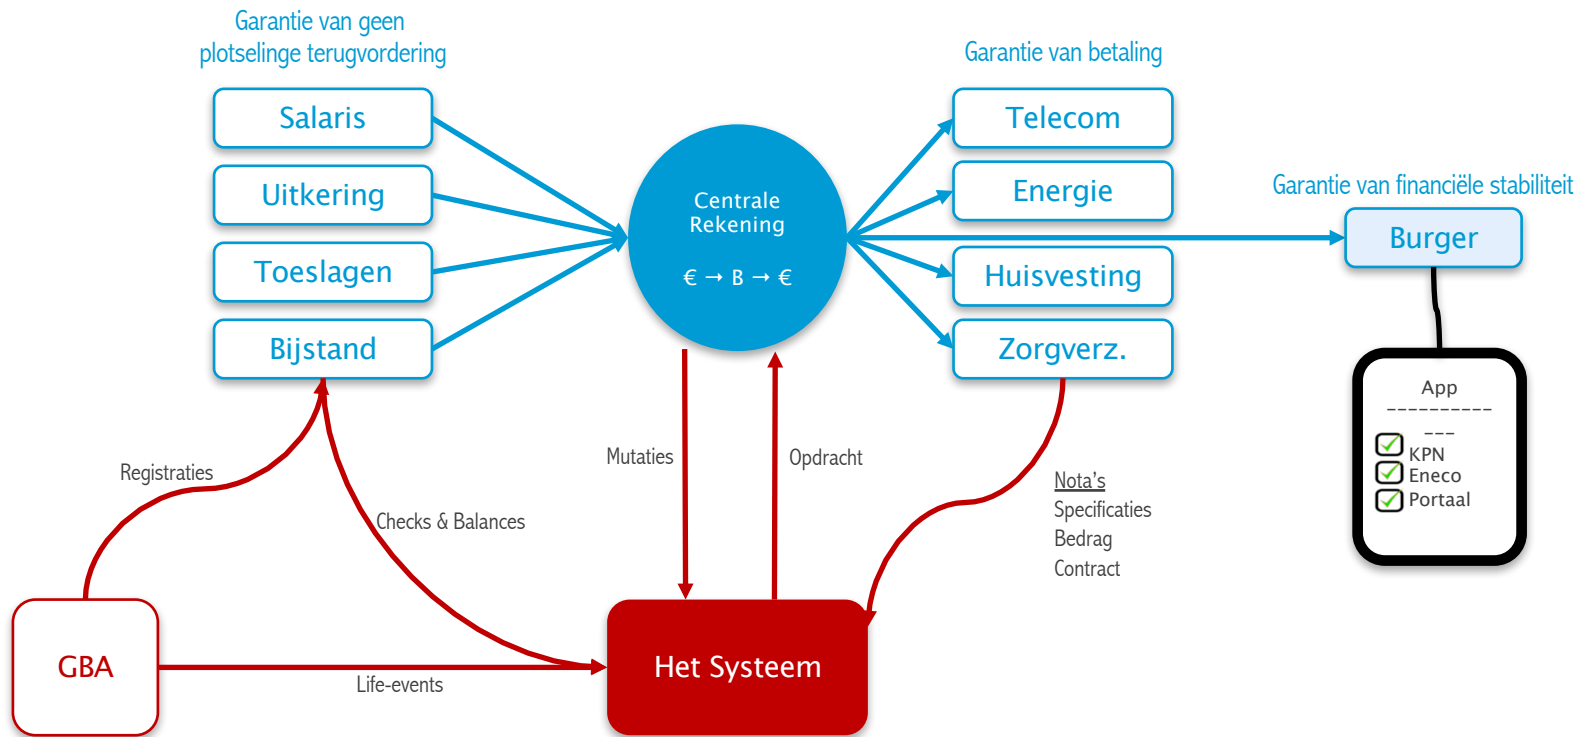 Garantie van geen
plotselinge terugvordering
Salaris
Uitkering
Toeslagen
Bijstand
Centrale
Rekening
€ → B → €
Garantie van betaling
Telecom
Energie
Huisvesting
Zorgverz.
Garantie van financiële stabiliteit
Burger
App
----------
---
KPN
Eneco
Portaal
Registraties
Checks & Balances
Mutaties
Opdracht
Nota's
Specificaties
Bedrag
Contract
GBA
Life-events
Het Systeem